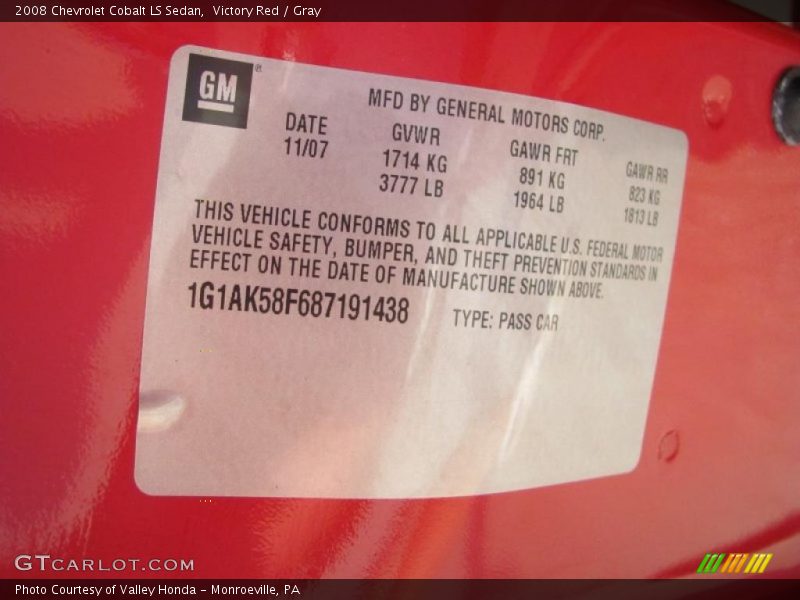 2008 Chevrolet Cobalt LS Sedan,  Victory Red / Gray
GM ®
MFD BY GENERAL MOTORS CORP.
DATE GVWR GAWR FRT GAWR RR
11/07 1714 KG 891 KG 823 KG
3777 LB 1964 LB 1813 LB
THIS VEHICLE CONFORMS TO ALL APPLICABLE U.S. FEDERAL MOTOR
VEHICLE SAFETY, BUMPER, AND THEFT PREVENTION STANDARDS IN
EFFECT ON THE DATE OF MANUFACTURE SHOWN ABOVE.
1G1AK58F687191438 TYPE: PASS CAR
GTCARLOT.COM
Photo Courtesy of Valley Honda - Monroeville, PA